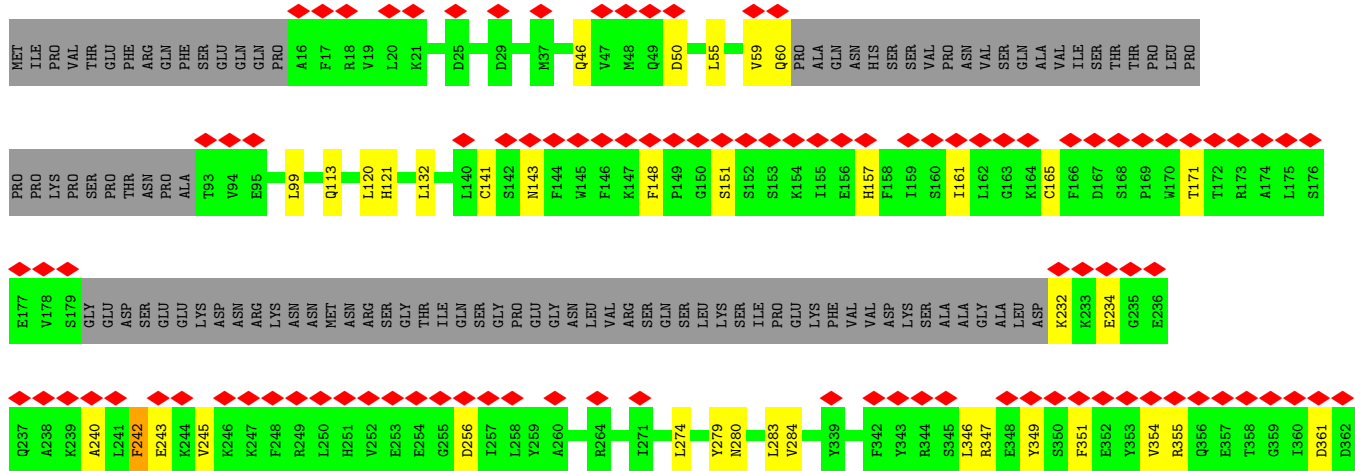 MET ILE PRO VAL THR GLU PHE ARG GLN PHE SER GLU GLN GLN PRO A16 F17 R18 V19 L20 K21 D25 D29 M37 Q46 V47 M48 Q49 D50 L55 V59 Q60 PRO ALA GLN ASN HIS SER SER VAL PRO ASN VAL SER GLN ALA VAL ILE SER THR THR PRO LEU PRO
PRO PRO LYS PRO SER PRO THR ASN PRO ALA T93 V94 E95 L99 Q113 L120 H121 L132 L140 C141 S142 N143 F144 W145 F146 K147 F148 P149 G150 S151 S152 S153 K154 I155 E156 H157 F158 I159 S160 I161 L162 G163 K164 C165 F166 D167 S168 P169 W170 T171 T172 R173 A174 L175 S176
E177 V178 S179 GLY GLU ASP SER GLU GLU LYS ASP ASN ARG LYS ASN ASN MET ASN ARG SER GLY THR ILE GLN SER GLY PRO GLU GLY ASN LEU VAL ARG SER GLN SER LEU LYS SER ILE PRO GLU LYS PHE VAL VAL ASP LYS SER ALA ALA GLY ALA LEU ASP K232 K233 E234 G235 E236
Q237 A238 K239 A240 L241 F242 E243 K244 V245 K246 K247 F248 R249 L250 H251 V252 E253 E254 G255 D256 I257 L258 Y259 A260 R264 I271 L274 Y279 N280 L283 V284 Y339 F342 Y343 R344 S345 L346 R347 E348 Y349 S350 F351 E352 Y353 V354 R355 Q356 E357 T358 G359 I360 D361 D362